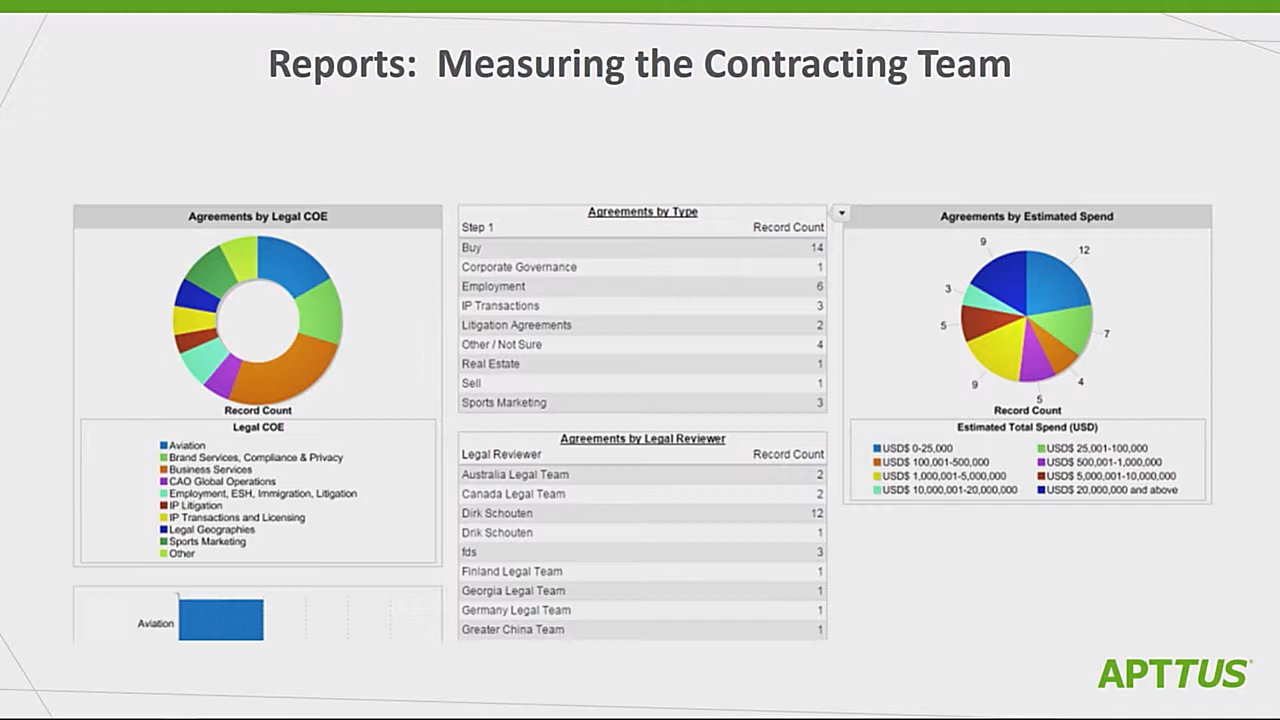 Reports:  Measuring the Contracting Team
Agreements by Legal COE
Record Count
Legal COE
Aviation
Brand Services, Compliance & Privacy
Business Services
CAO Global Operations
Employment, ESH, Immigration, Litigation
IP Litigation
IP Transactions and Licensing
Legal Geographies
Sports Marketing
Other
Aviation
Agreements by Type
Step 1 Record Count
Buy 14
Corporate Governance 1
Employment 6
IP Transactions 3
Litigation Agreements 2
Other / Not Sure 4
Real Estate 1
Sell 1
Sports Marketing 3
Agreements by Legal Reviewer
Legal Reviewer Record Count
Australia Legal Team 2
Canada Legal Team 2
Dirk Schouten 12
Drik Schouten 1
fds 3
Finland Legal Team 1
Georgia Legal Team 1
Germany Legal Team 1
Greater China Team 1
Agreements by Estimated Spend
9 12
3
5 7
9 4
5
Record Count
Estimated Total Spend (USD)
USD$ 0-25,000 USD$ 25,001-100,000
USD$ 100,001-500,000 USD$ 500,001-1,000,000
USD$ 1,000,001-5,000,000 USD$ 5,000,001-10,000,000
USD$ 10,000,001-20,000,000 USD$ 20,000,000 and above
APTTUS